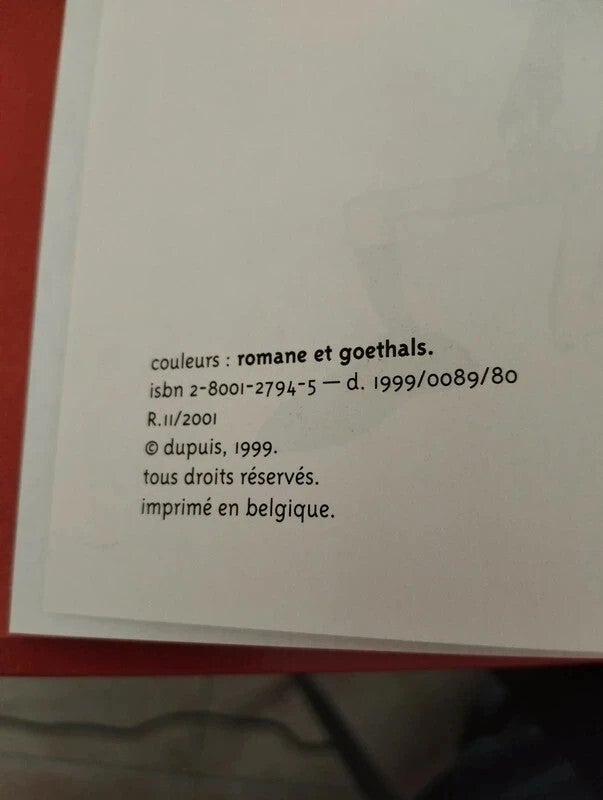 couleurs : romane et goethals.
isbn 2-8001-2794-5 — d. 1999/0089/80
R.11/2001
© dupuis, 1999.
tous droits réservés.
imprimé en belgique.